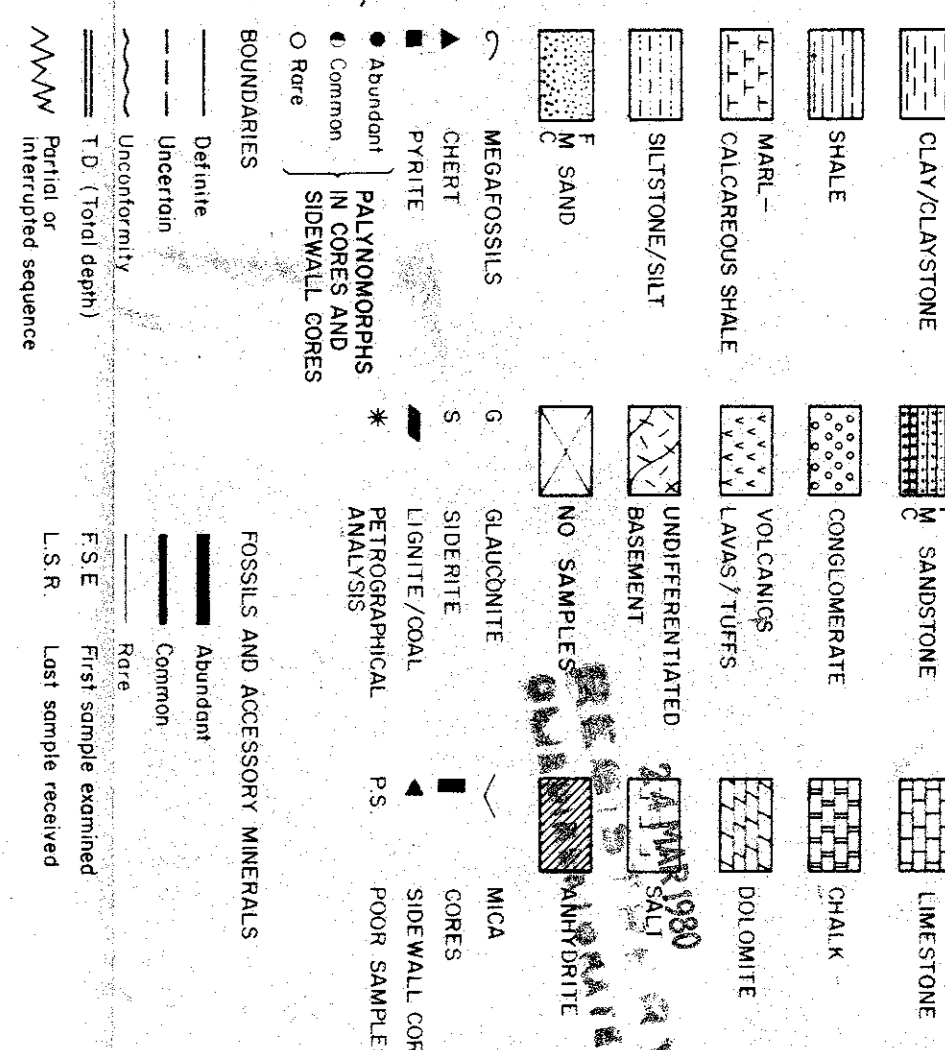 CLAY/CLAYSTONE
SHALE
MARL –
CALCAREOUS SHALE
SILTSTONE/SILT
F
M SAND
C
MEGAFOSSILS
CHERT
PYRITE
Abundant
Common
Rare
PALYNOMORPHS
IN CORES AND
SIDEWALL CORES
M SANDSTONE
C
CONGLOMERATE
VOLCANICS
LAVAS / TUFFS
UNDIFFERENTIATED
BASEMENT
NO SAMPLES
G GLAUCONITE
S SIDERITE
LIGNITE / COAL
* PETROGRAPHICAL
ANALYSIS
LIMESTONE
CHALK
DOLOMITE
SALT
24 MAR 1980
ANHYDRITE
MICA
CORES
SIDEWALL COR
P.S. POOR SAMPLE
BOUNDARIES
Definite
Uncertain
Unconformity
T.D. (Total depth)
Partial or
interrupted sequence
FOSSILS AND ACCESSORY MINERALS
Abundant
Common
Rare
F.S.E First sample examined
L.S.R Last sample received